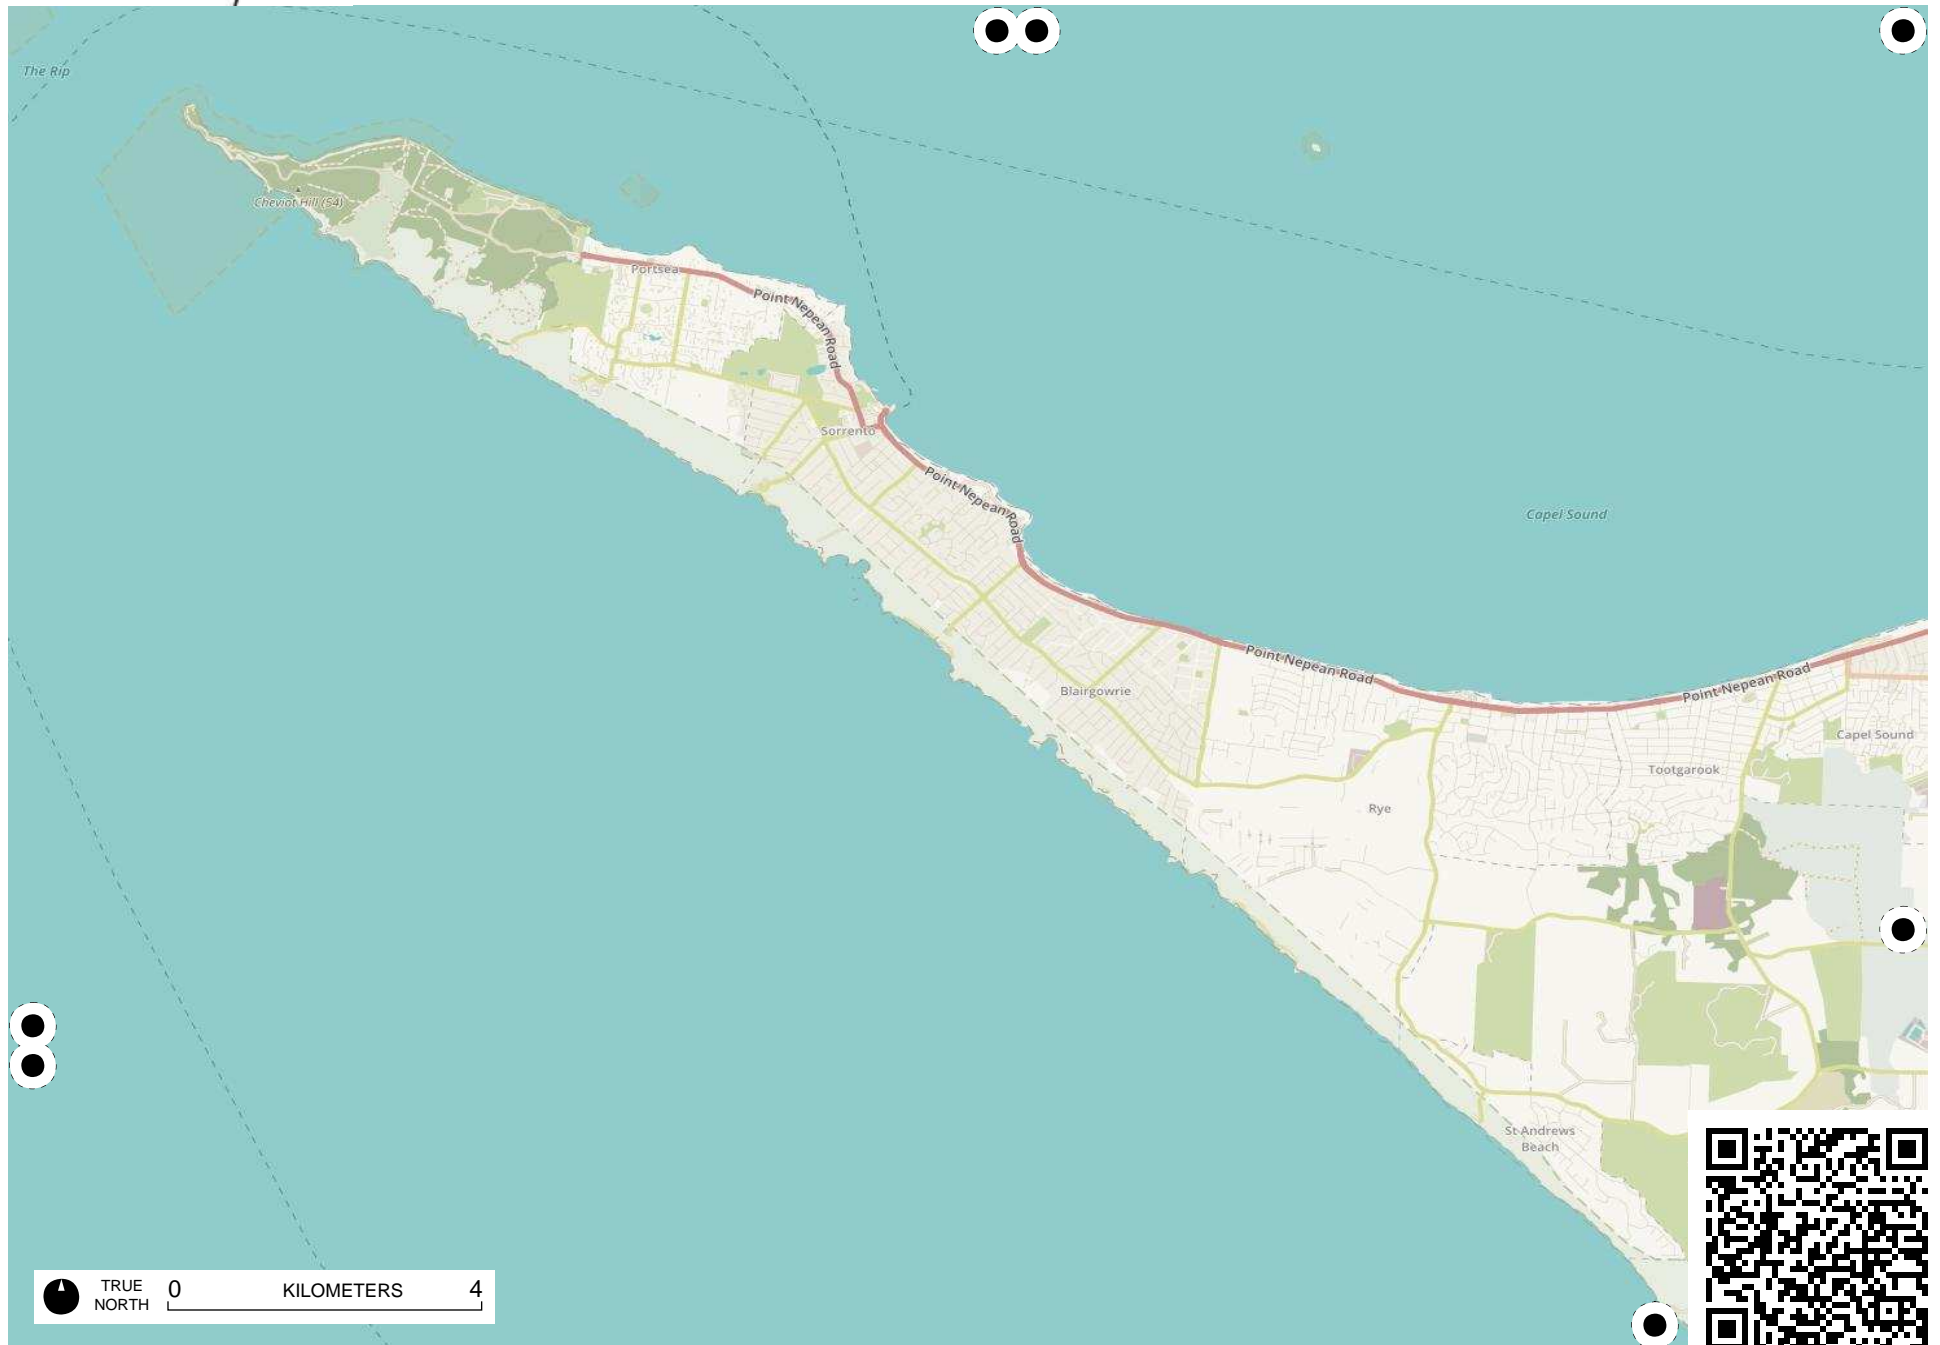 The Rip
Cheviot Hill (54)
Portsea
Point Nepean Road
Sorrento
Point Nepean Road
Capel Sound
Point Nepean Road
Point Nepean Road
Blairgowrie
Capel Sound
Tootgarook
Rye
St Andrews
Beach
TRUE
NORTH
0
KILOMETERS
4